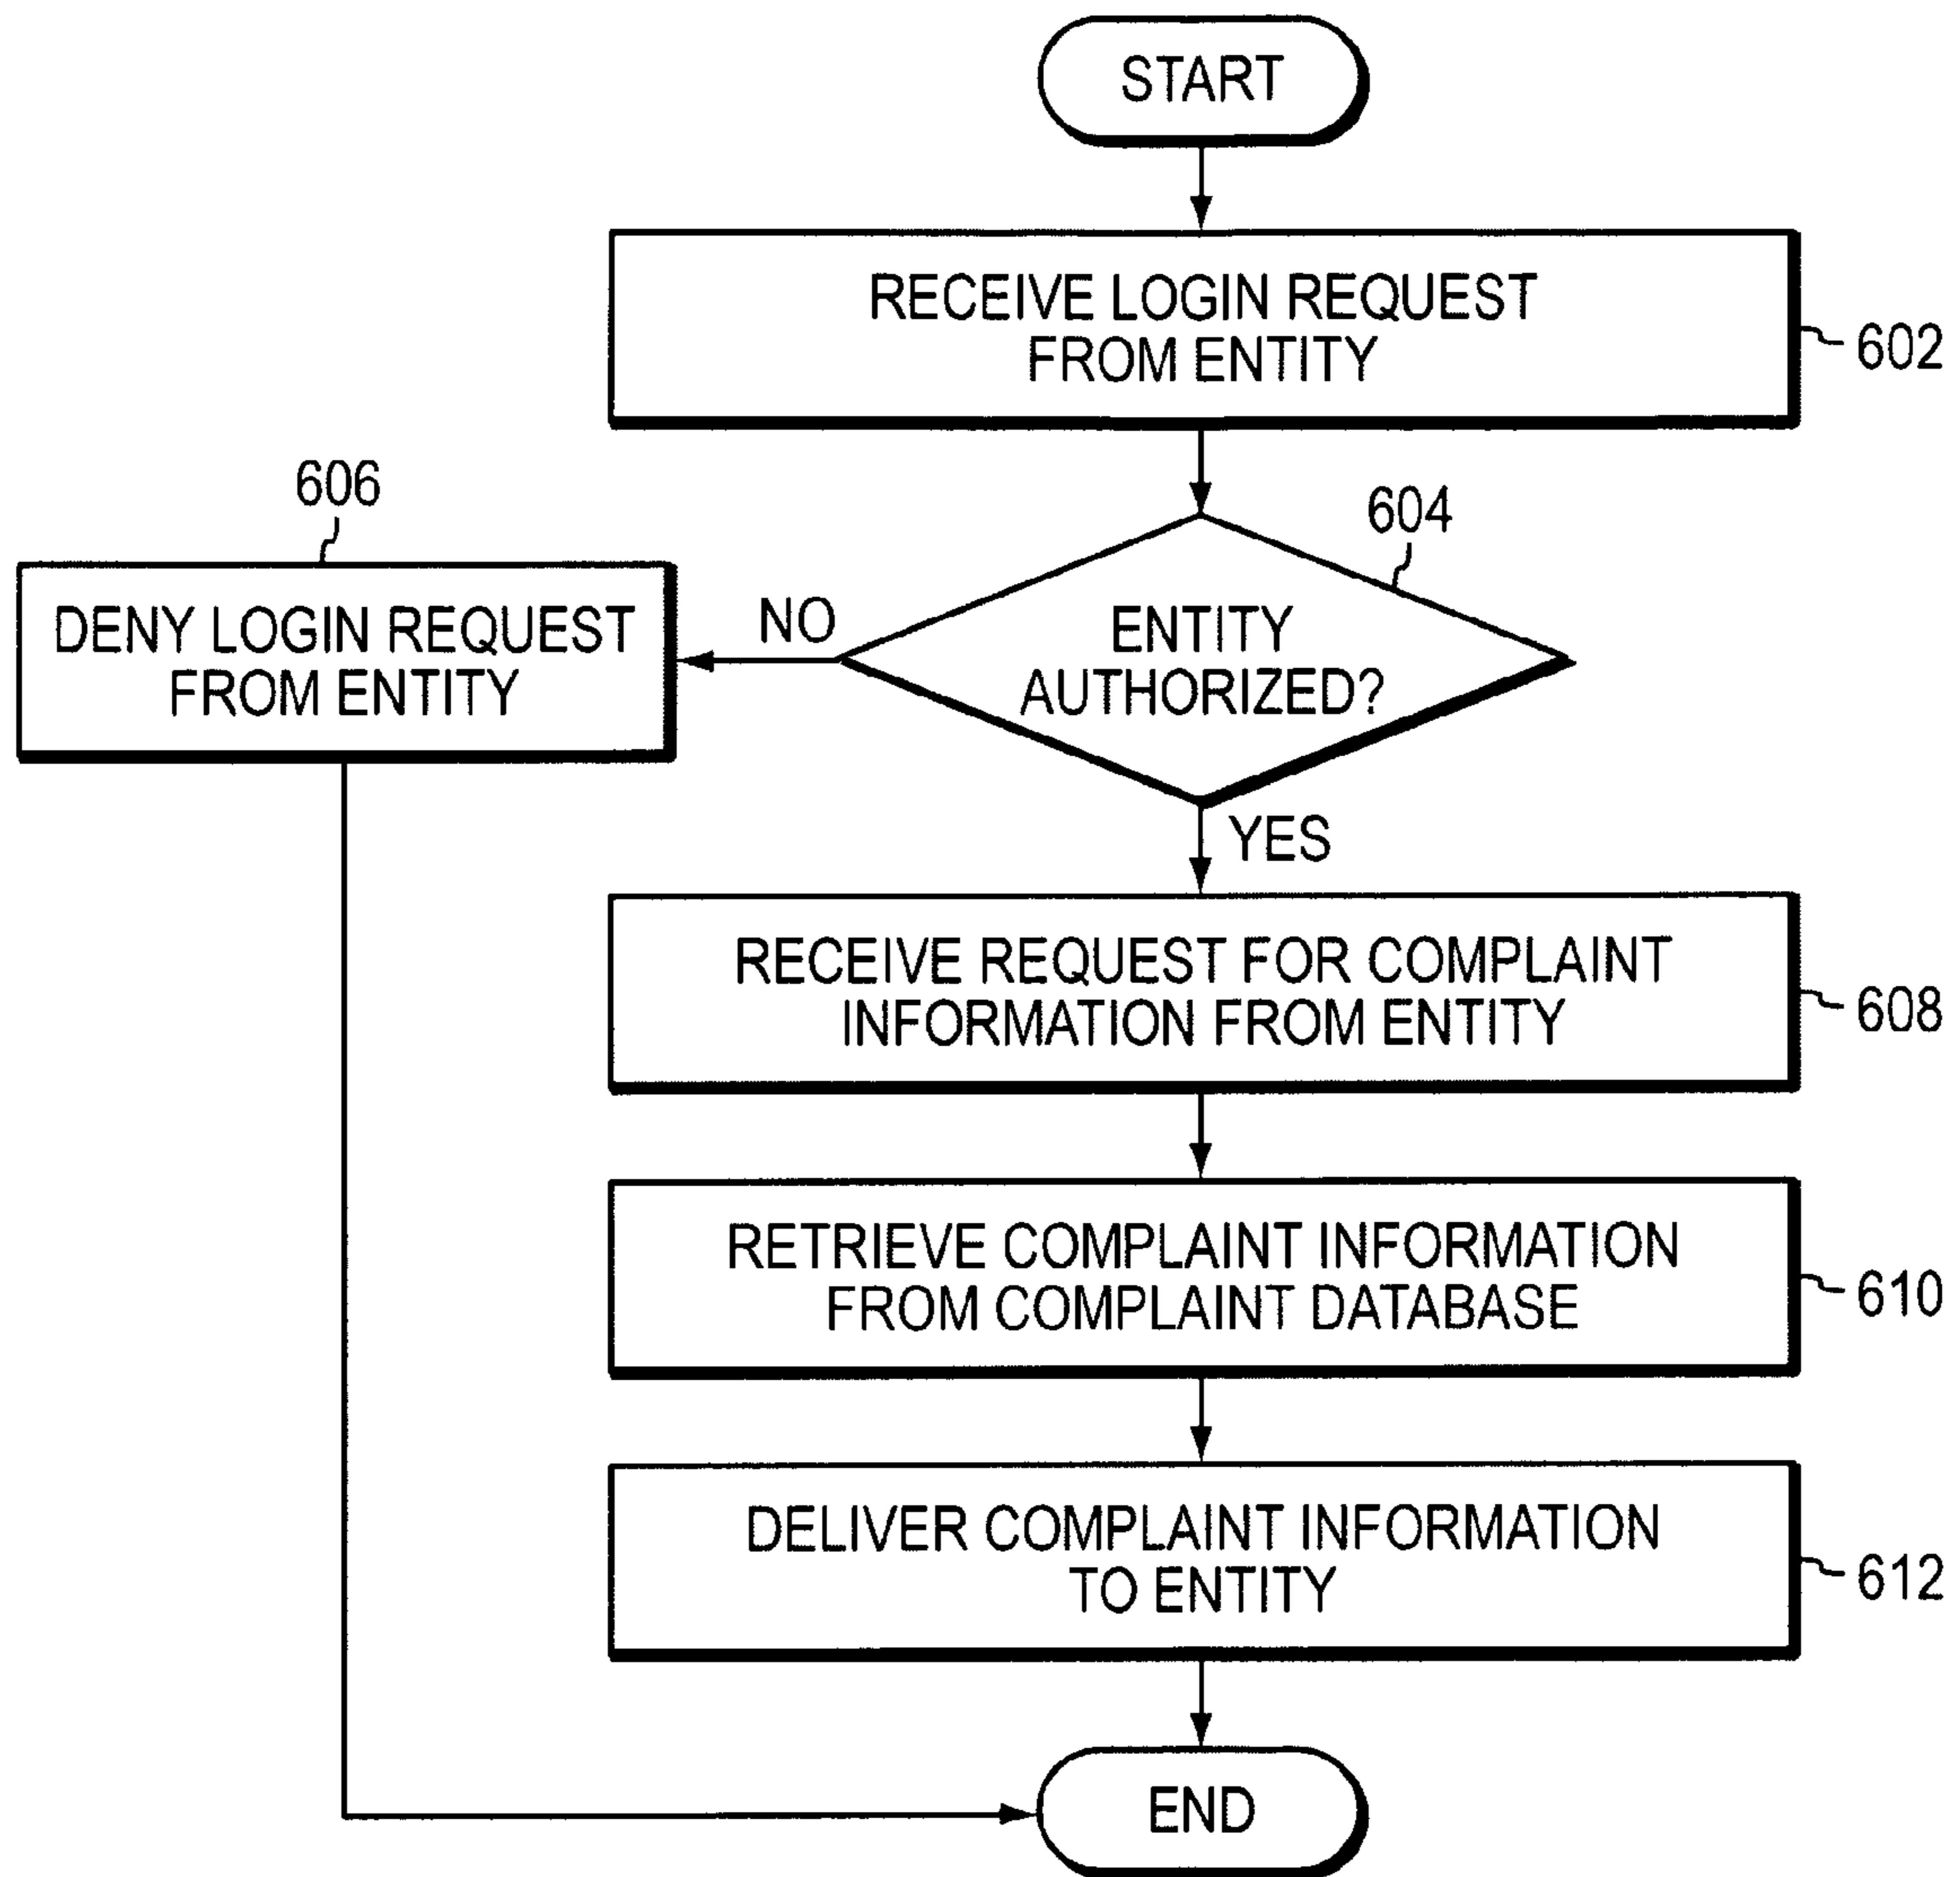 START
RECEIVE LOGIN REQUEST
FROM ENTITY
602
606
604
DENY LOGIN REQUEST
FROM ENTITY
NO
ENTITY
AUTHORIZED?
YES
RECEIVE REQUEST FOR COMPLAINT
INFORMATION FROM ENTITY
608
RETRIEVE COMPLAINT INFORMATION
FROM COMPLAINT DATABASE
610
DELIVER COMPLAINT INFORMATION
TO ENTITY
612
END